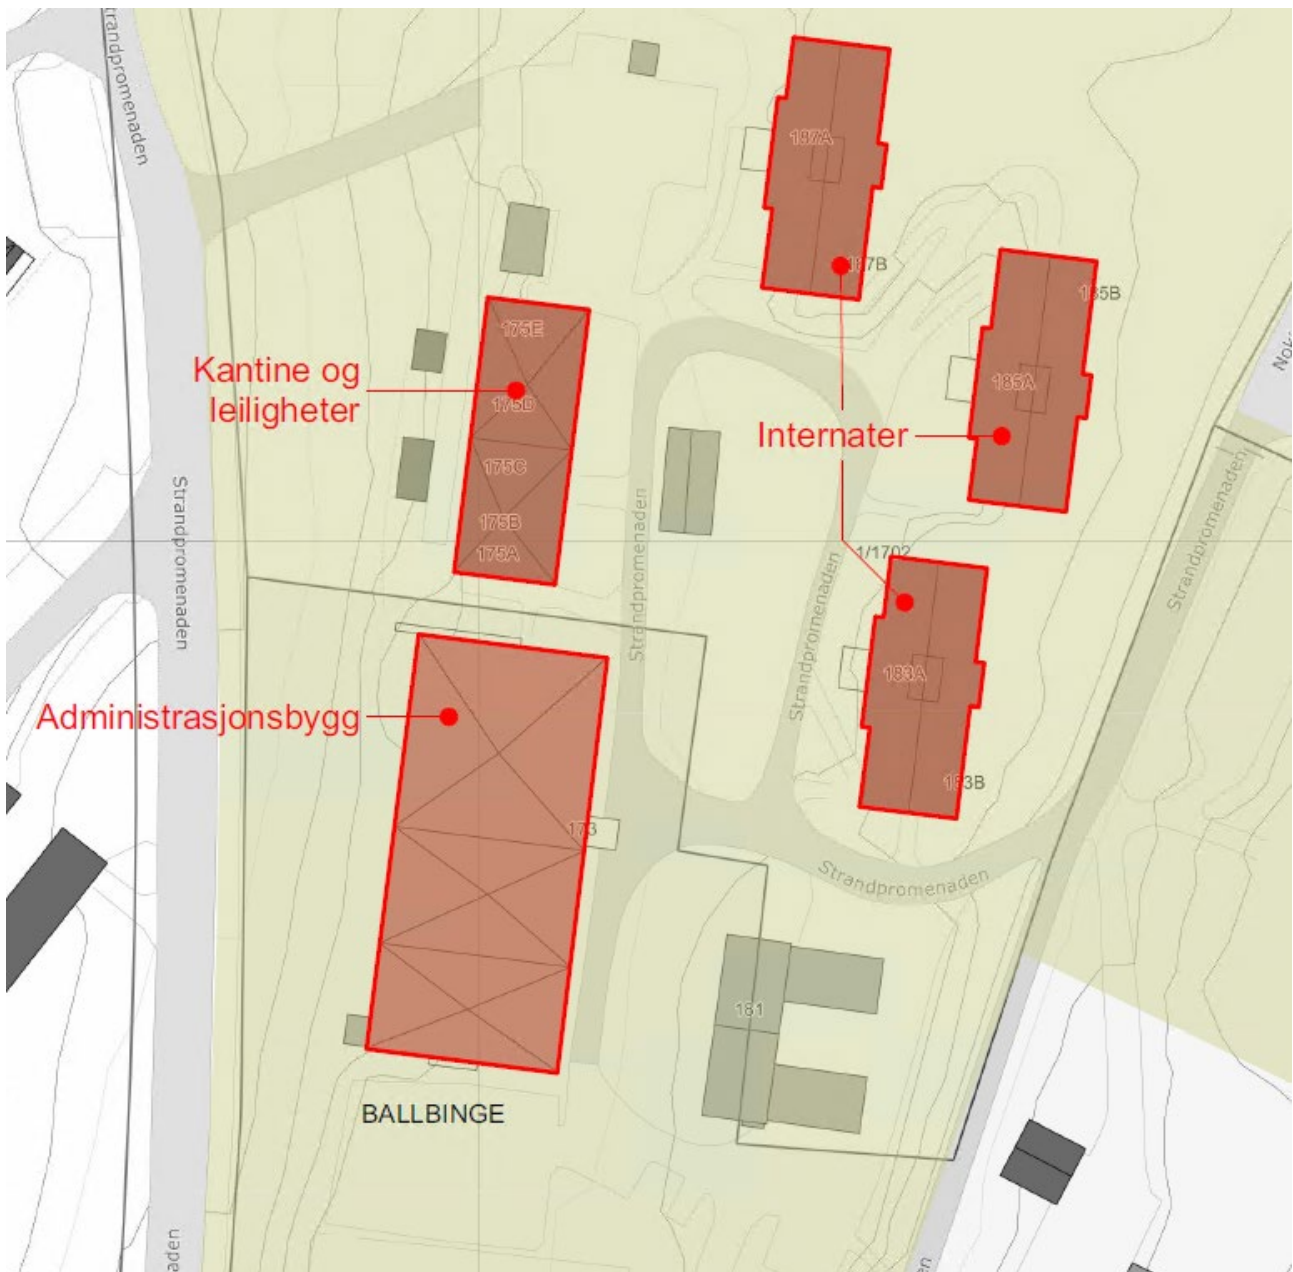 Strandpromenaden
187A
187B
185B
175E
Kantine og
leiligheter
175D
185A
Internater
175C
175B
175A
Strandpromenaden
Strandpromenaden
Strandpromenaden
1/1702
Strandpromenaden
183A
Administrasjonsbygg
183B
173
Strandpromenaden
181
BALLBINGE